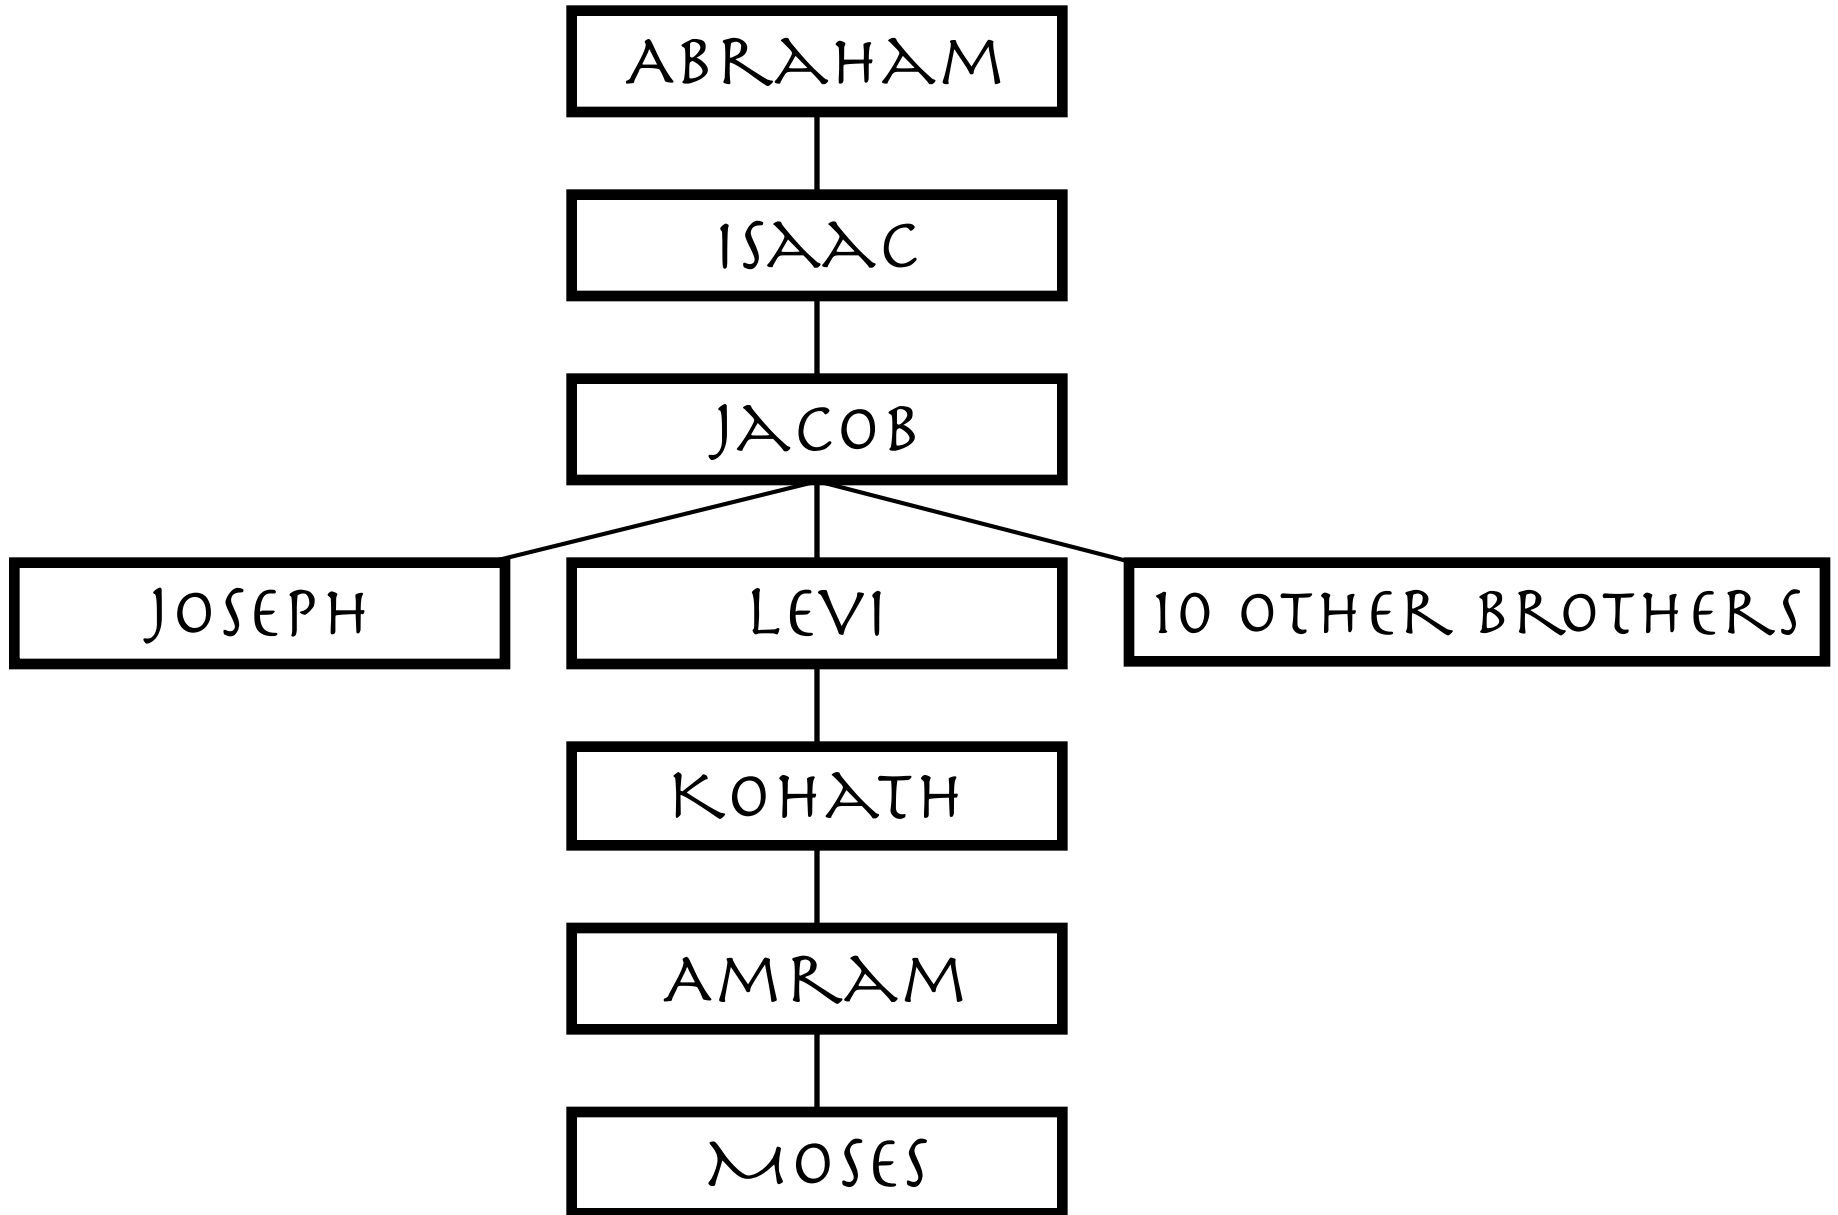 ABRAHAM
ISAAC
JACOB
JOSEPH
LEVI
10 OTHER BROTHERS
KOHATH
AMRAM
MOSES